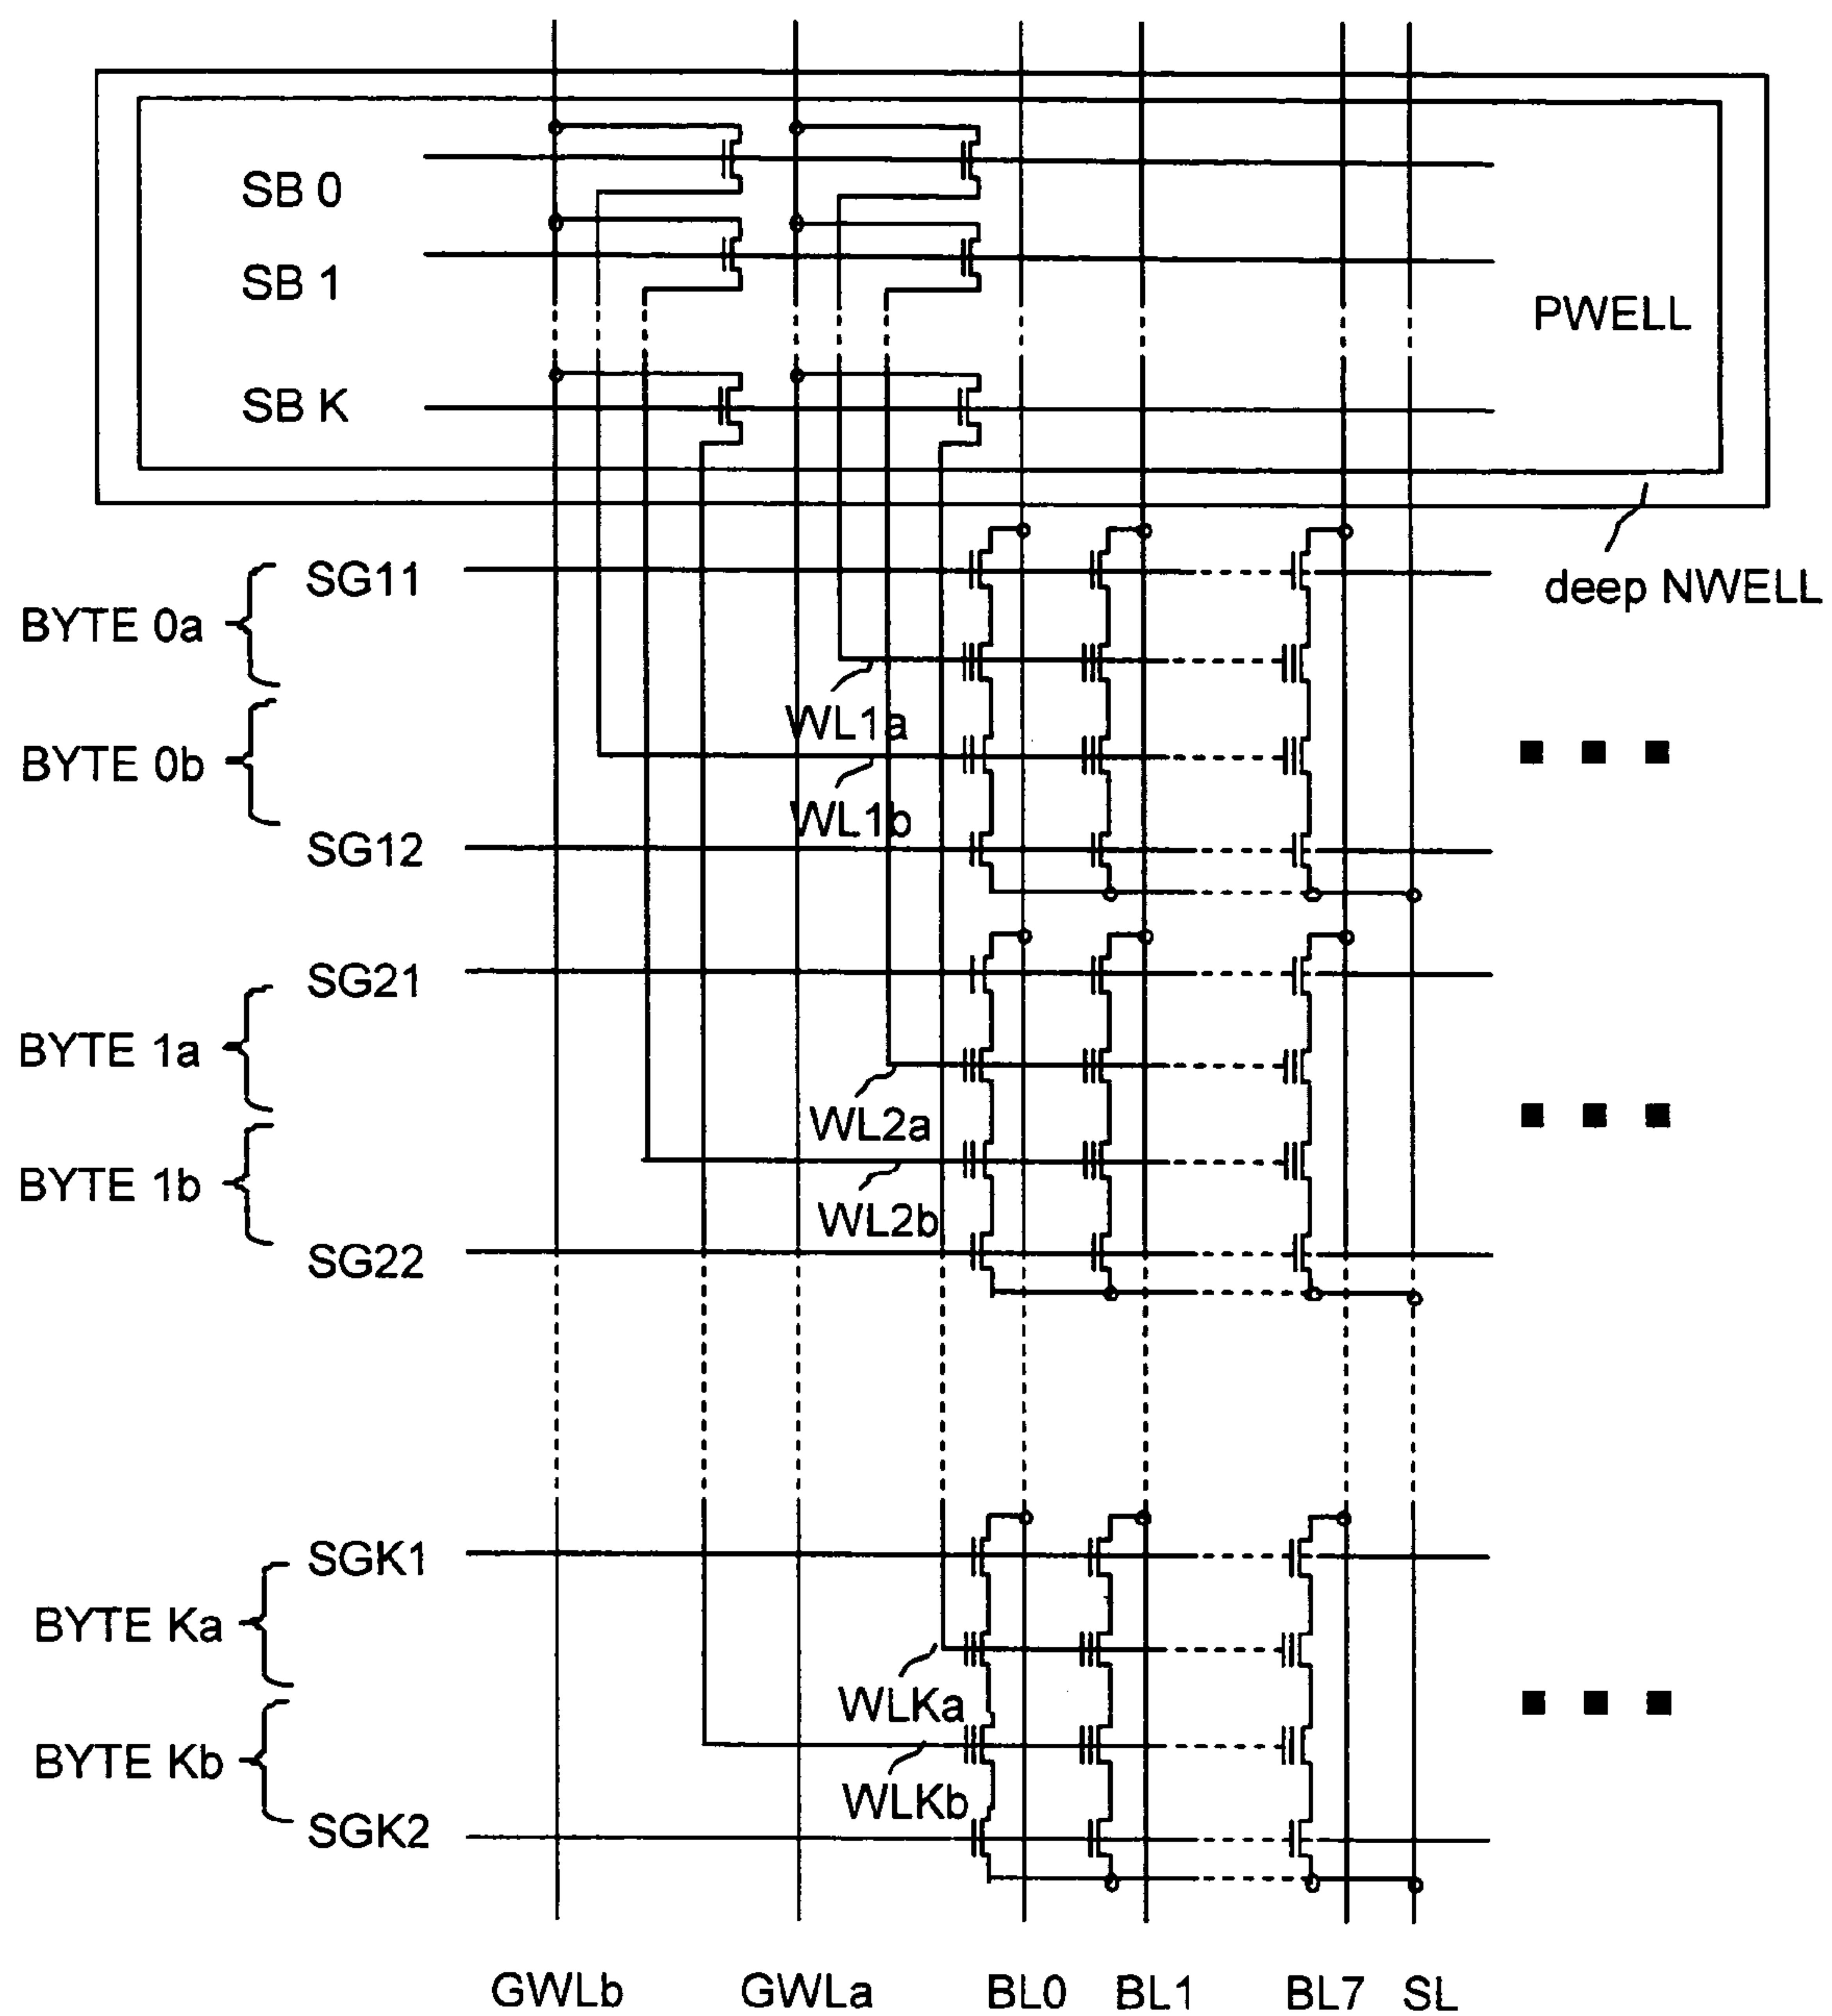 SB 0
SB 1
PWELL
SB K
SG11
deep NWELL
BYTE 0a
WL1a
BYTE 0b
WL1b
SG12
SG21
BYTE 1a
WL2a
BYTE 1b
WL2b
SG22
SGK1
BYTE Ka
WLKa
BYTE Kb
WLKb
SGK2
GWLb GWLa BL0 BL1 BL7 SL